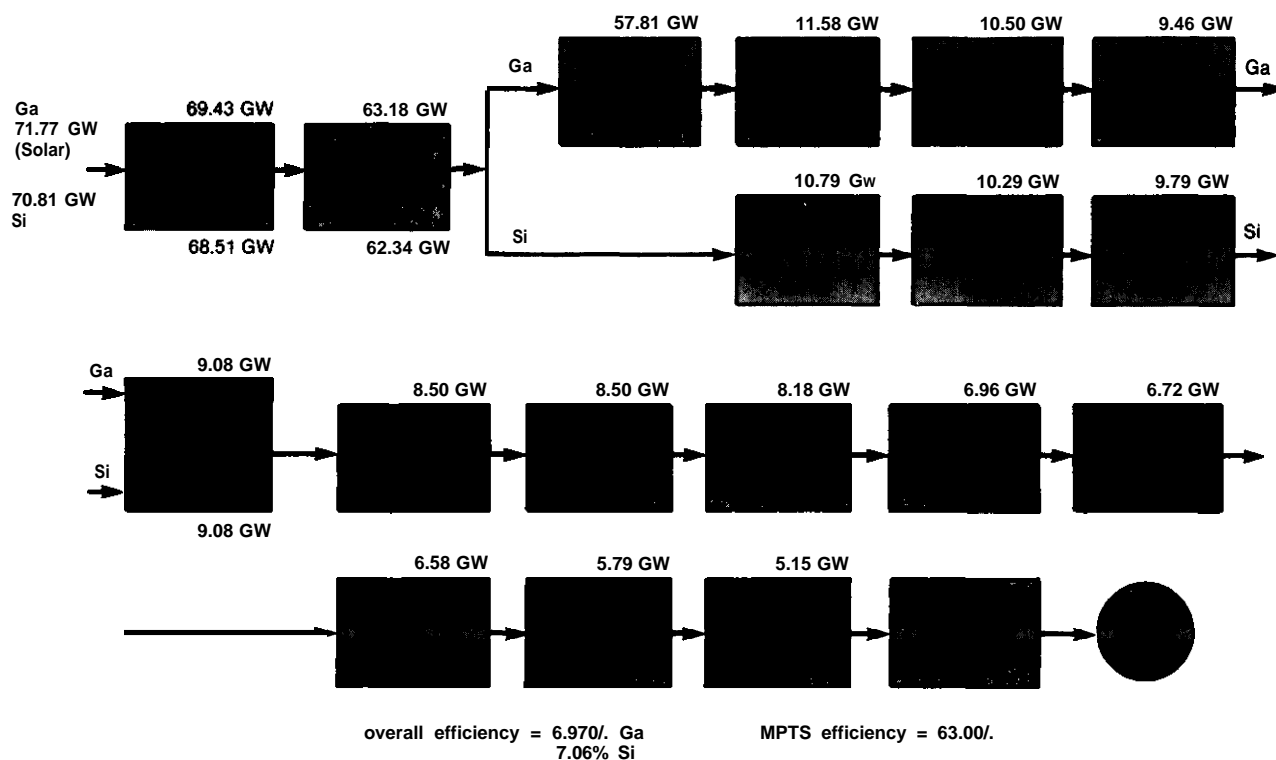 57.81 GW
11.58 GW
10.50 GW
9.46 GW
Ga
Ga
Ga
71.77 GW
(Solar)
69.43 GW
63.18 GW
70.81 GW
Si
68.51 GW
62.34 GW
Si
10.79 Gw
10.29 GW
9.79 GW
Si
Ga
9.08 GW
8.50 GW
8.50 GW
8.18 GW
6.96 GW
6.72 GW
Si
9.08 GW
6.58 GW
5.79 GW
5.15 GW
overall efficiency = 6.970/. Ga
7.06% Si
MPTS efficiency = 63.00/.